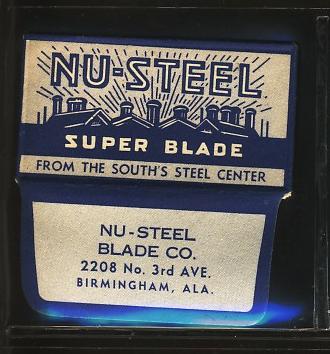 NU-STEEL
SUPER BLADE
FROM THE SOUTH'S STEEL CENTER
NU-STEEL
BLADE CO.
2208 No. 3rd AVE.
BIRMINGHAM, ALA.